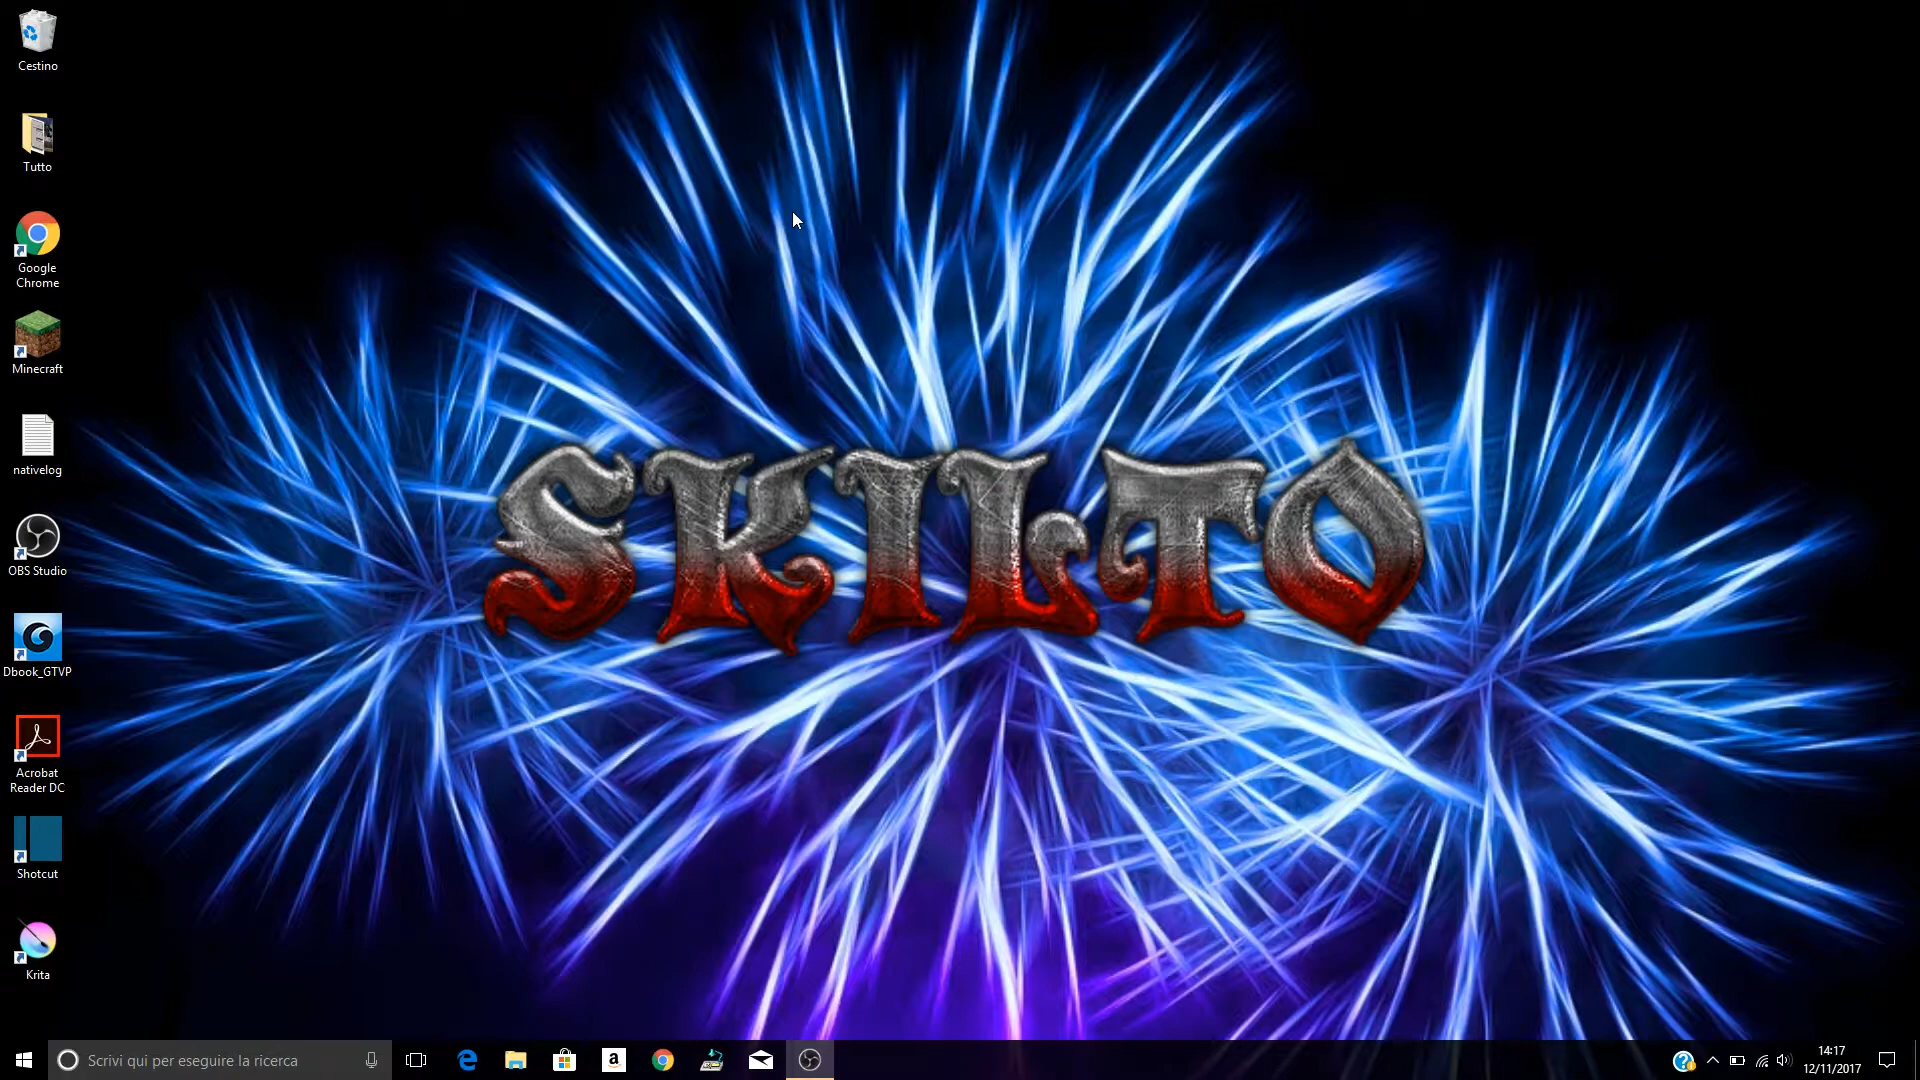 Cestino
Tutto
Google
Chrome
Minecraft
nativelog
OBS Studio
Dbook_GTVP
Acrobat
Reader DC
Shotcut
Krita
SKILTO
Scrivi qui per eseguire la ricerca
14:17
12/11/2017